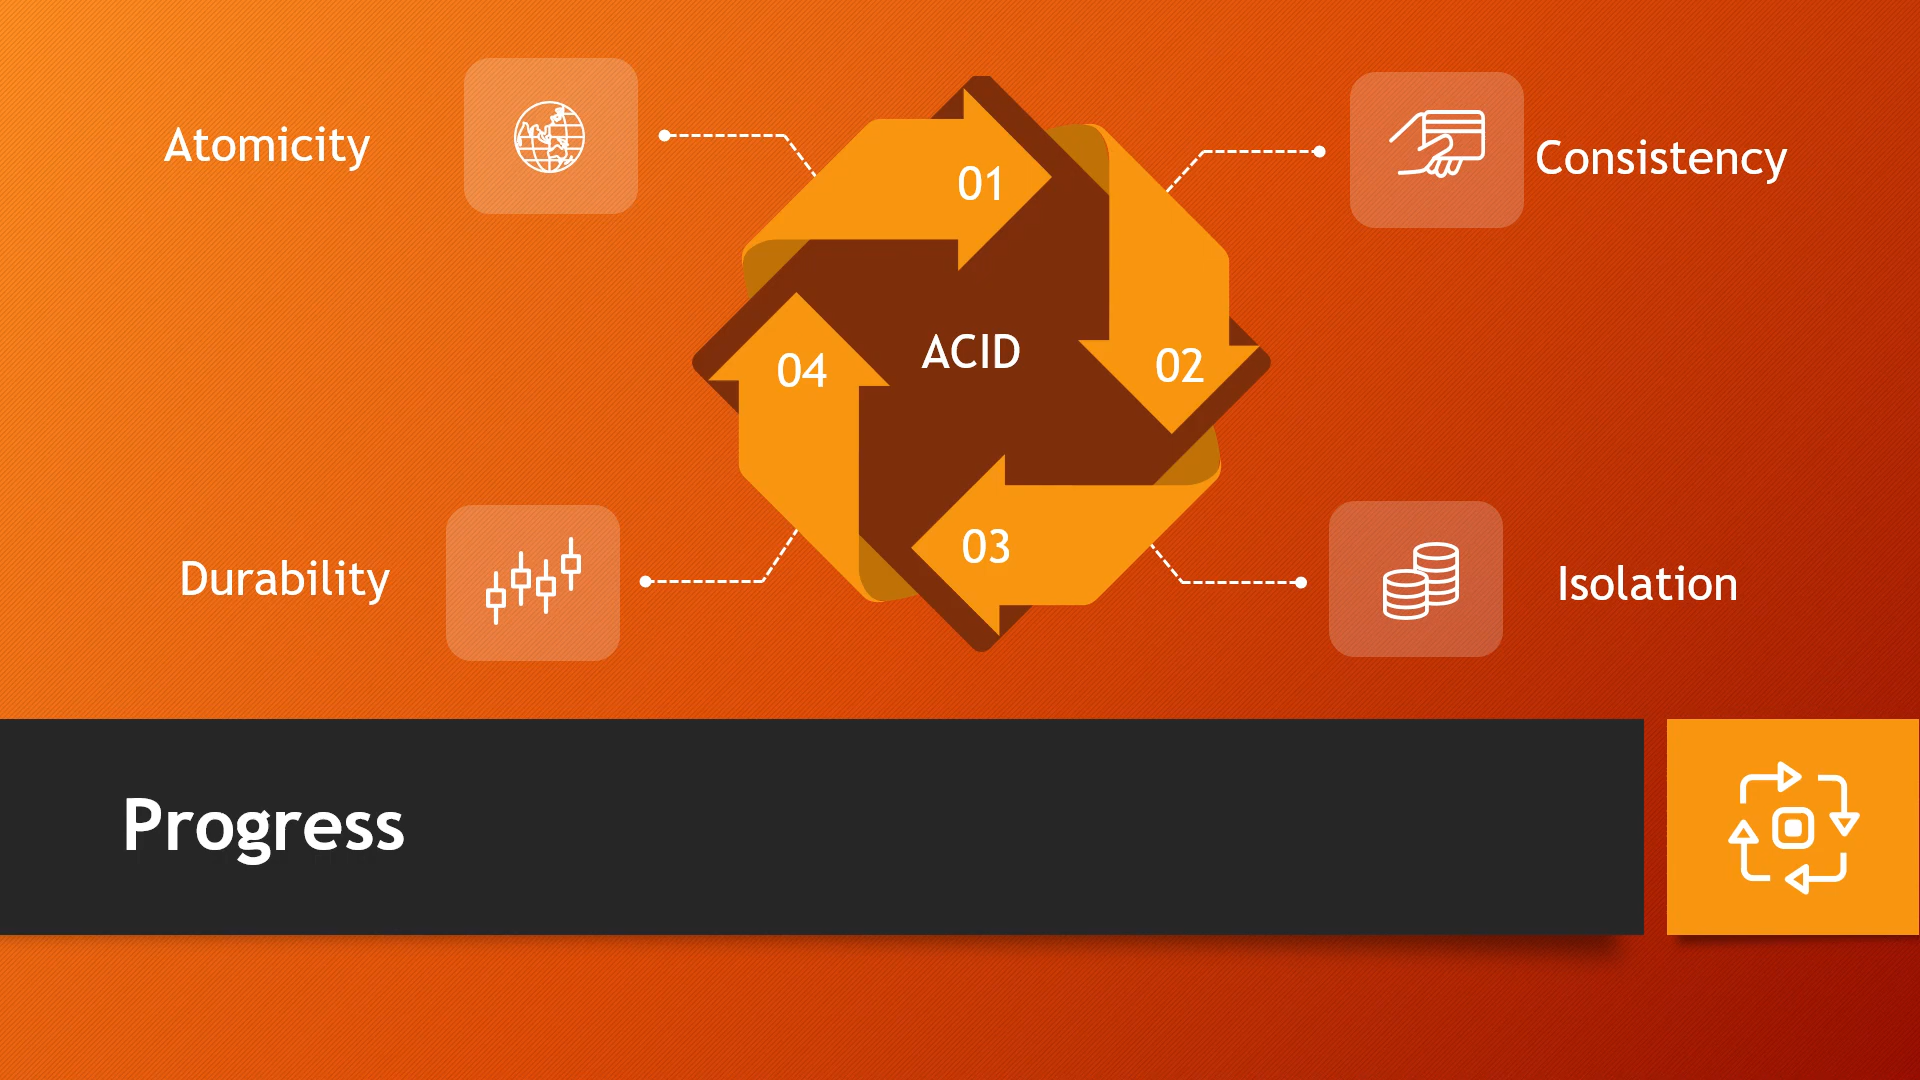 Atomicity
01
Consistency
ACID
04
02
03
Durability
Isolation
Progress